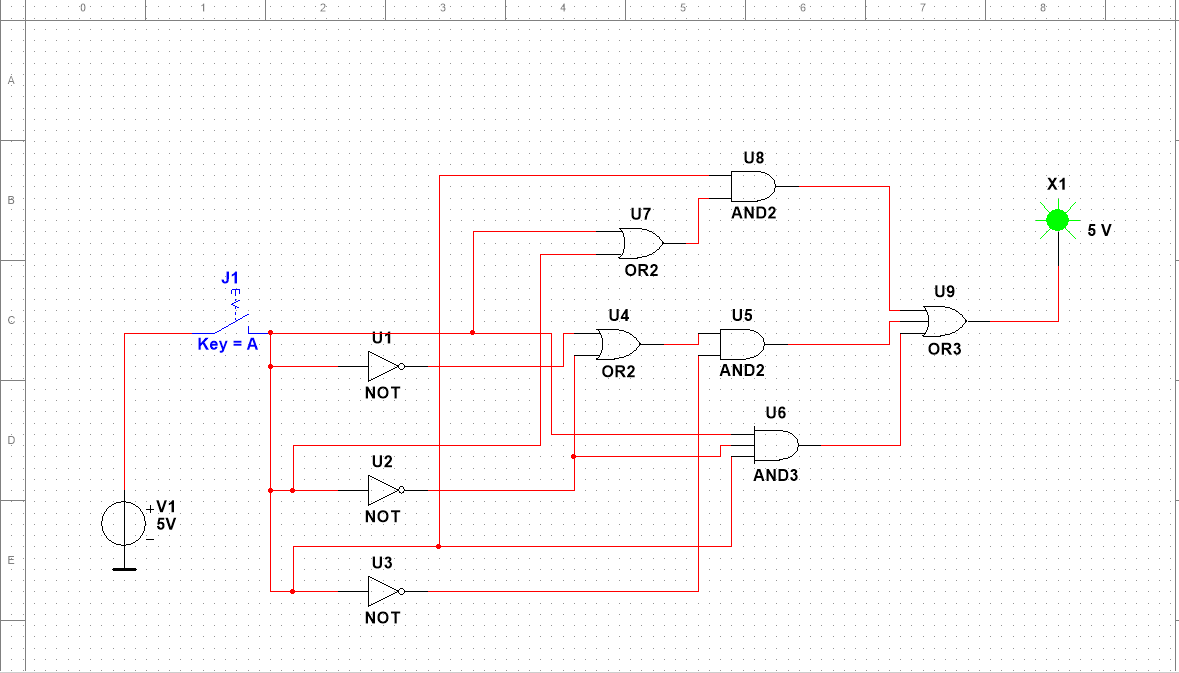 0 1 2 3 4 5 6 7 8
A
B
C
D
E
U8
AND2
X1
5 V
U7
OR2
J1
Key = A
U9
OR3
U4
OR2
U5
AND2
U1
NOT
U6
AND3
U2
NOT
+ V1
5V
−
U3
NOT